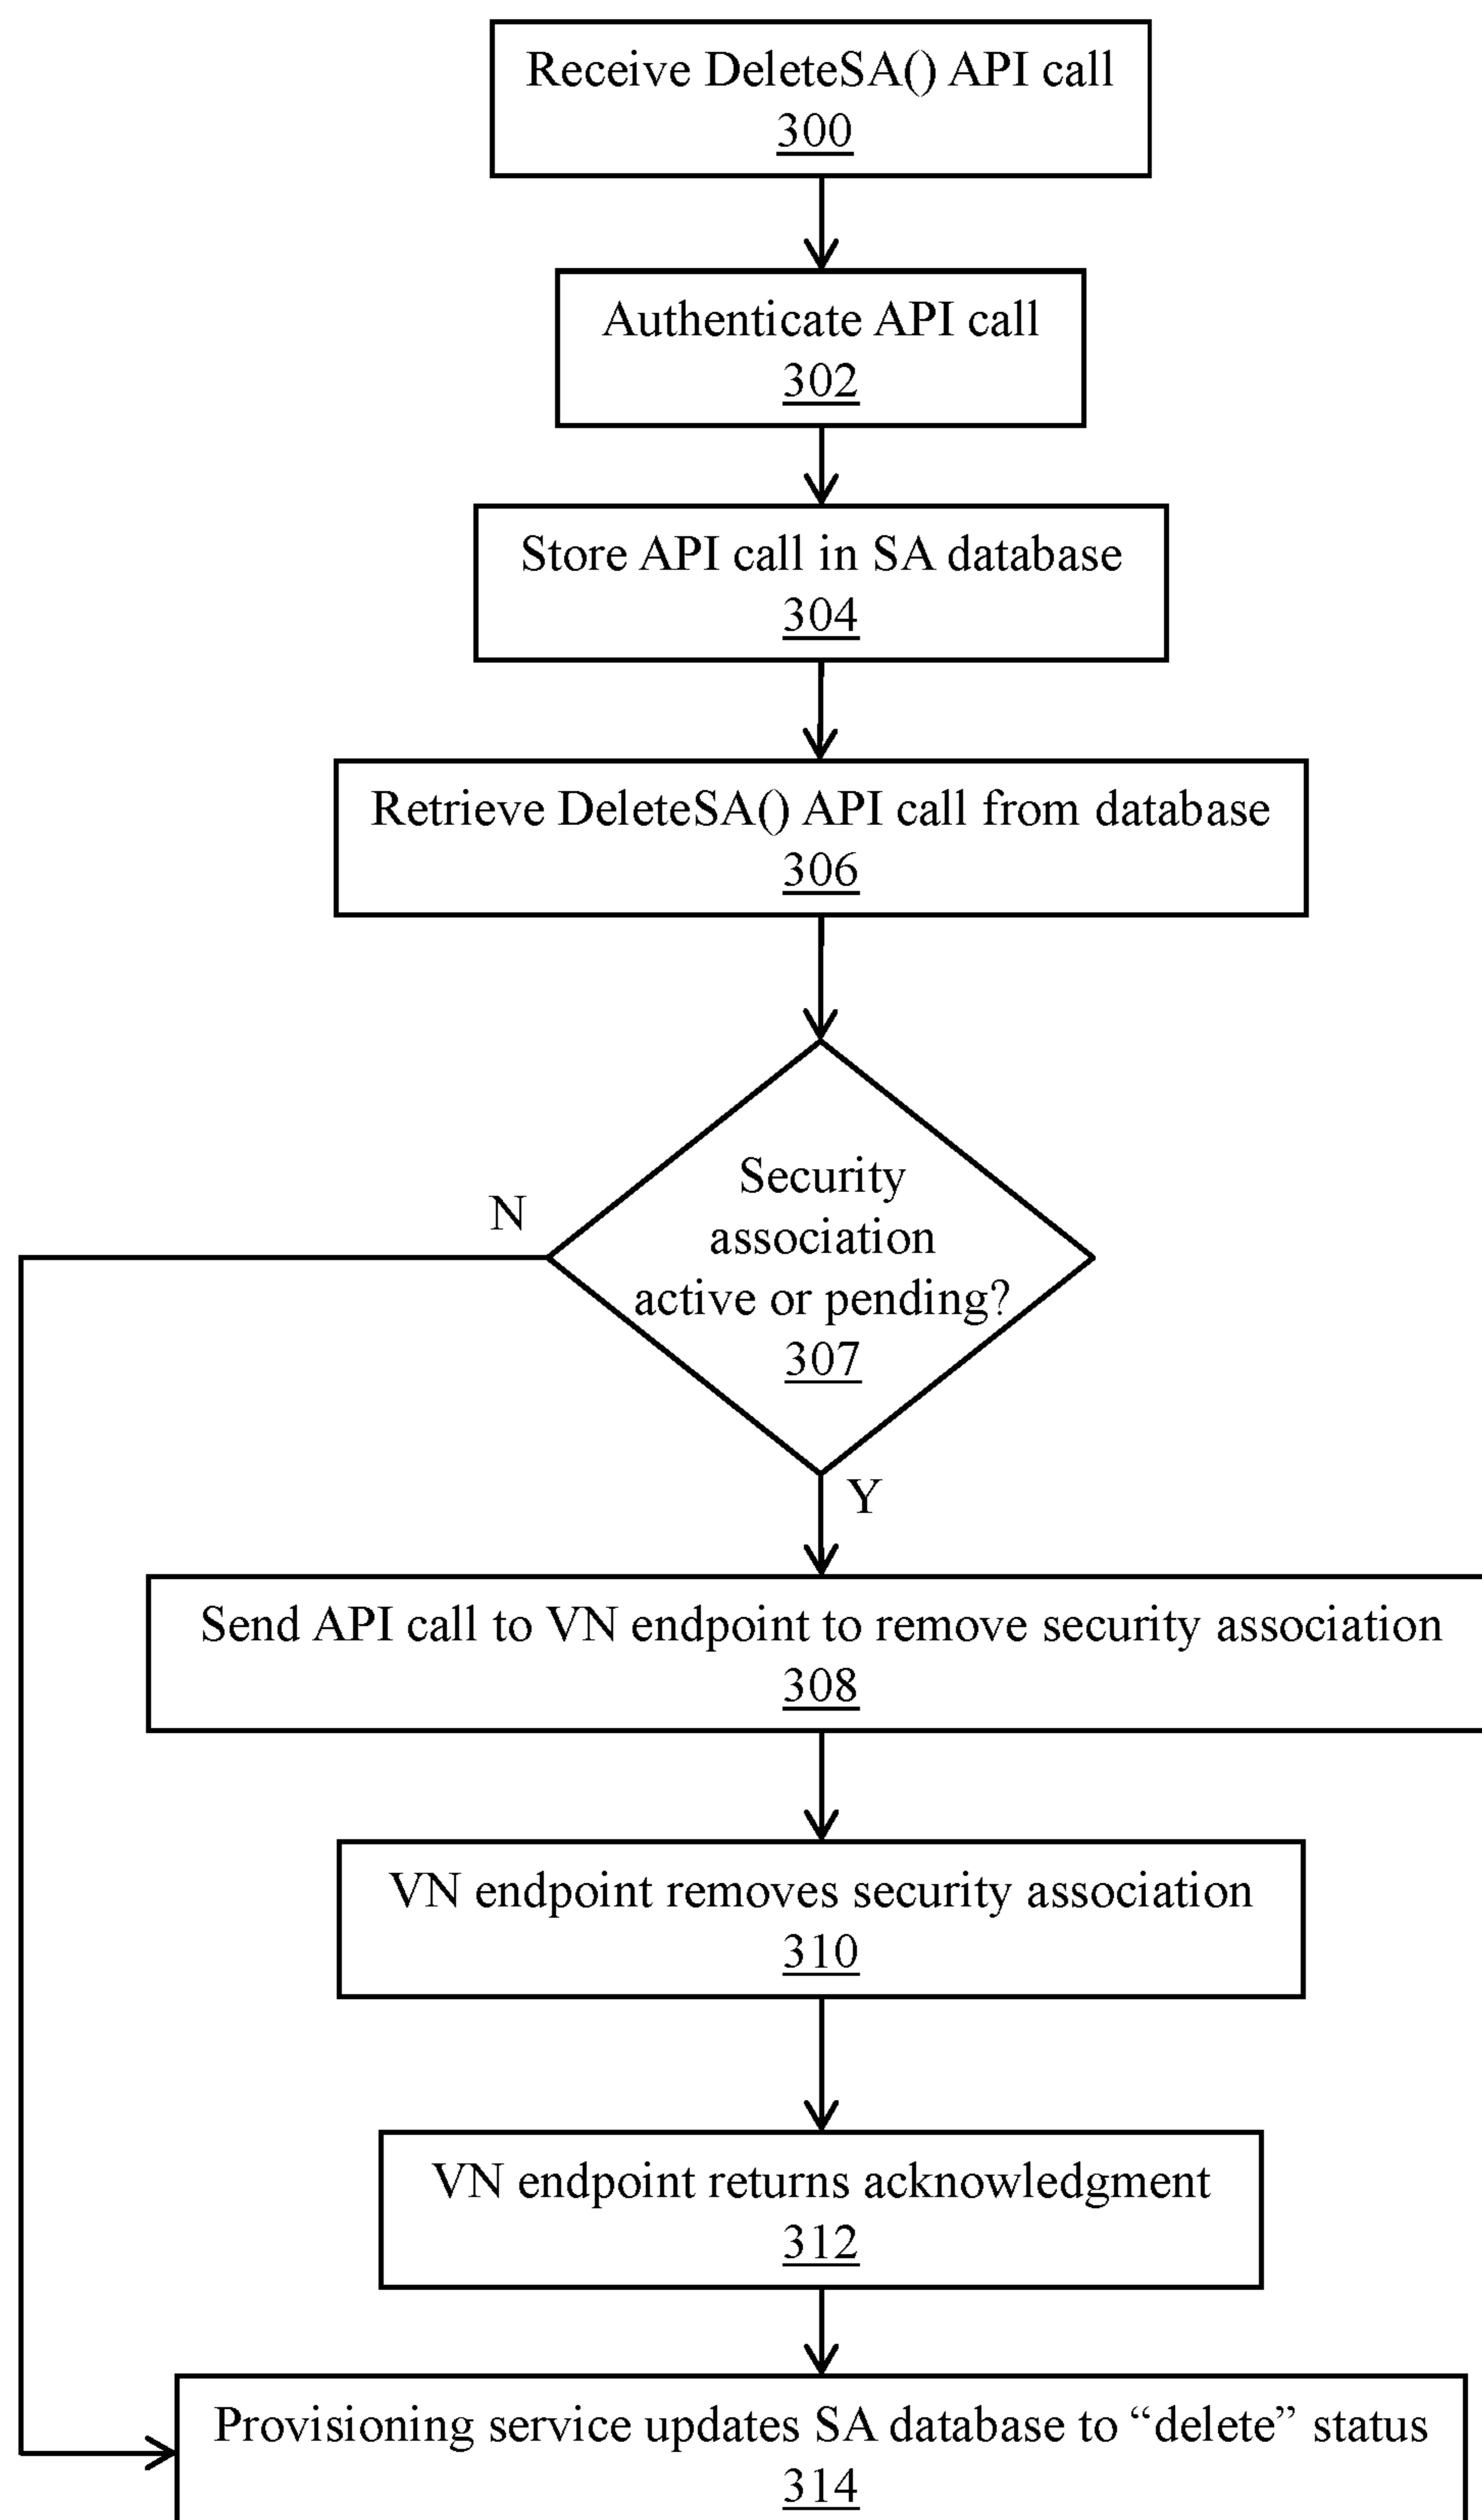 Receive DeleteSA() API call
300
Authenticate API call
302
Store API call in SA database
304
Retrieve DeleteSA() API call from database
306
Security
association
active or pending?
307
N
Y
Send API call to VN endpoint to remove security association
308
VN endpoint removes security association
310
VN endpoint returns acknowledgment
312
Provisioning service updates SA database to “delete” status
314